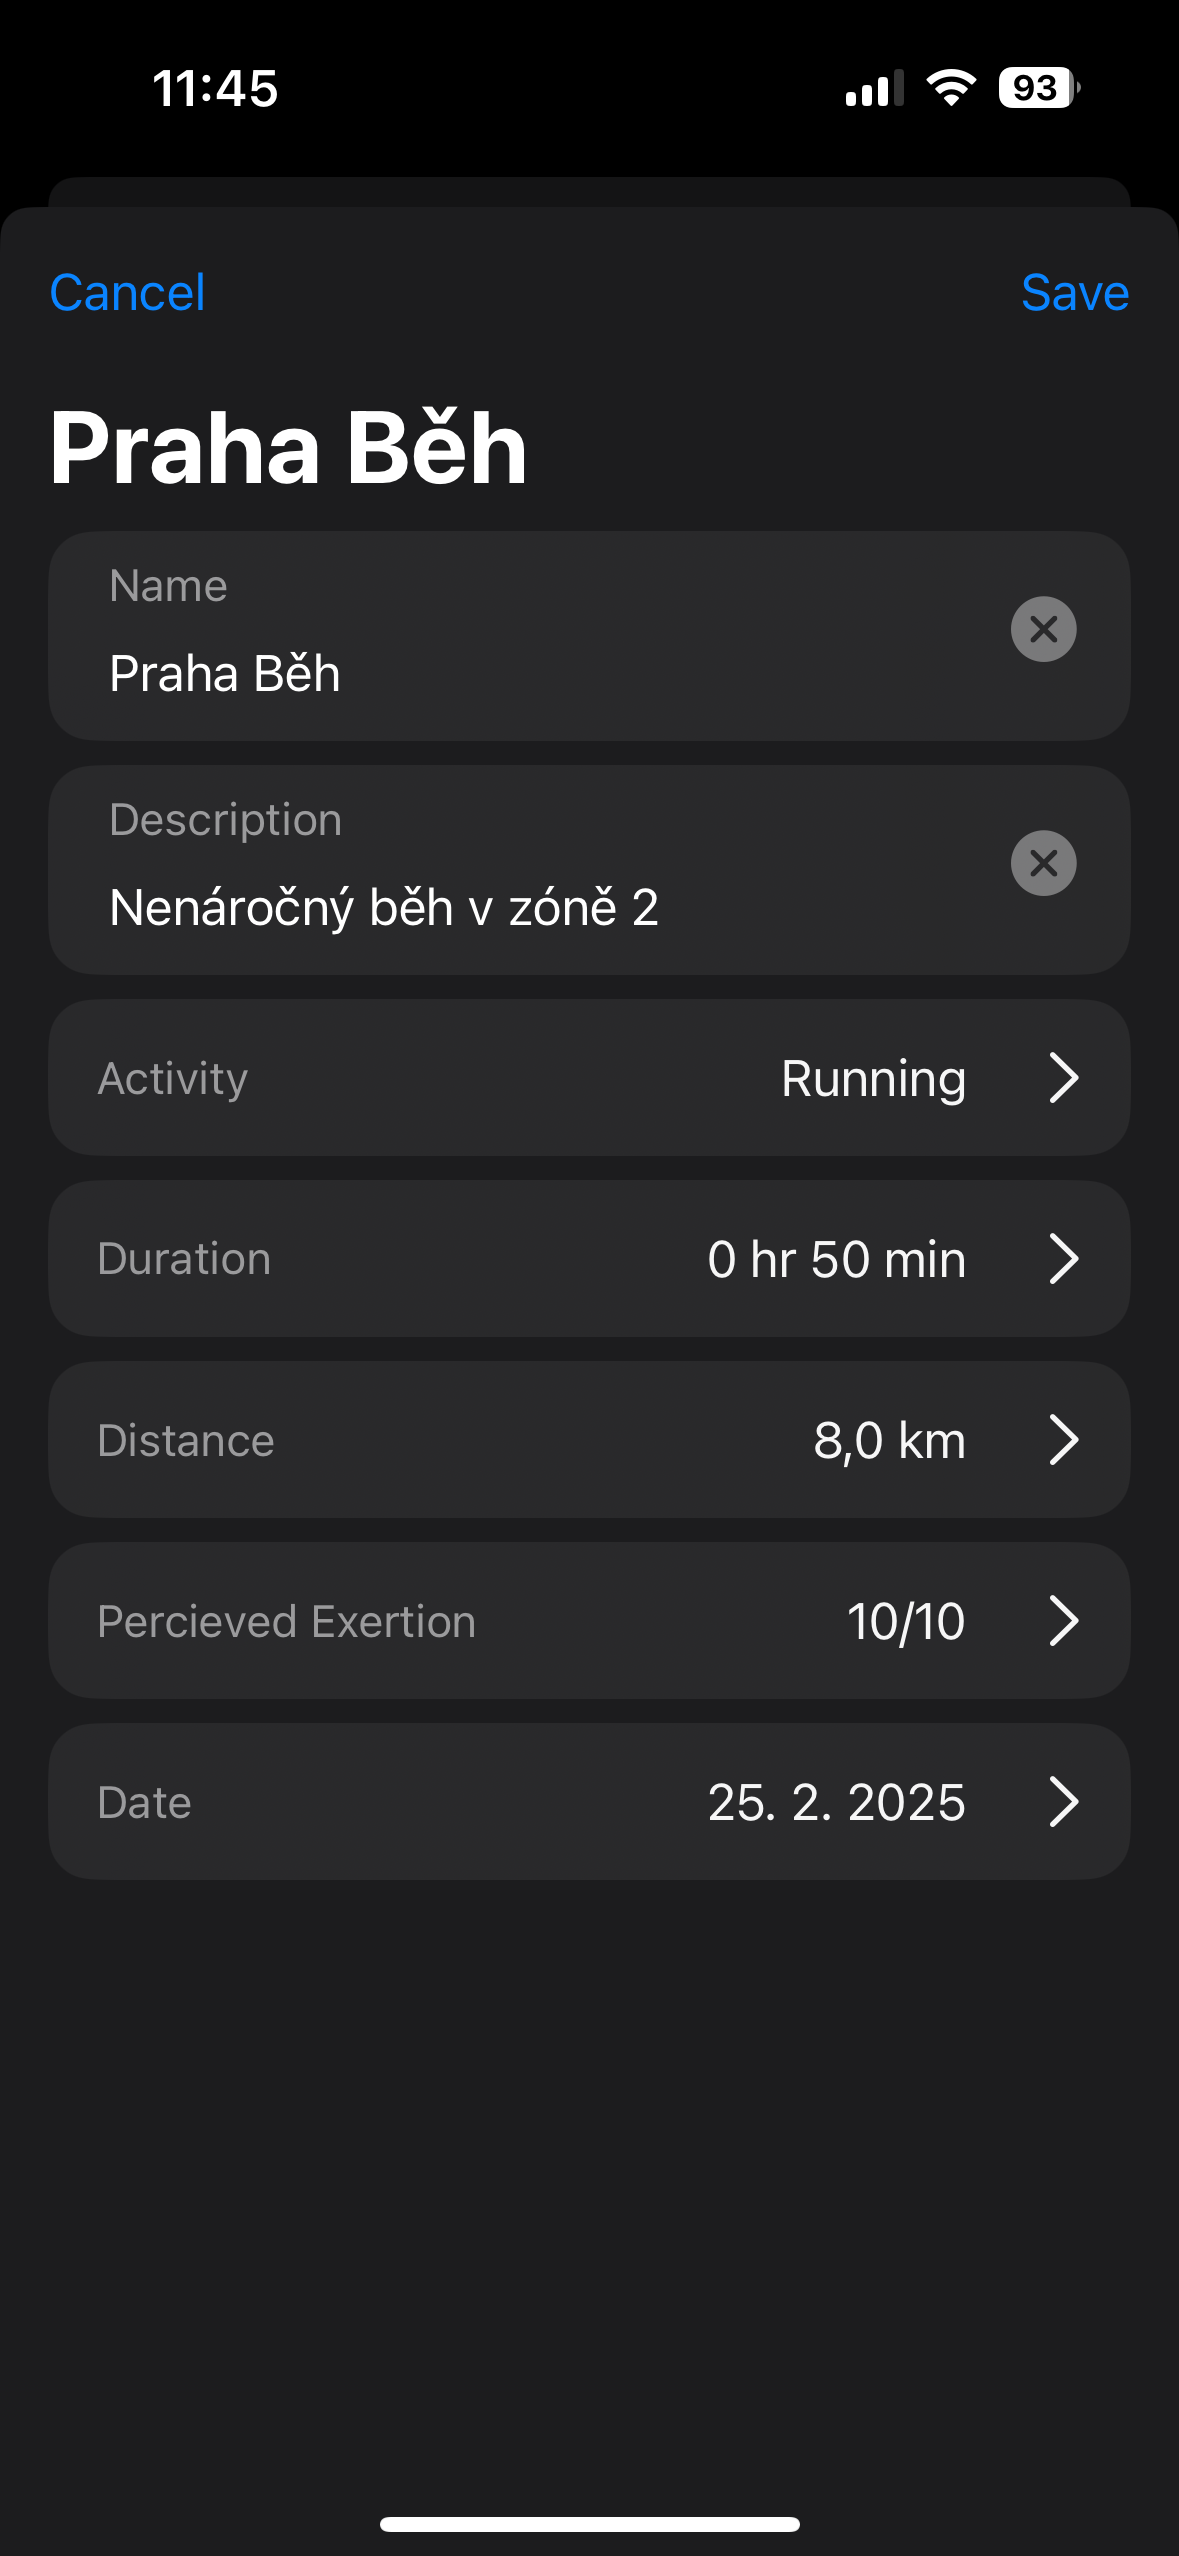 11:45
93
Cancel
Save
Praha Běh
Name
Praha Běh
Description
Nenáročný běh v zóně 2
Activity
Running
Duration
0 hr 50 min
Distance
8,0 km
Percieved Exertion
10/10
Date
25. 2. 2025